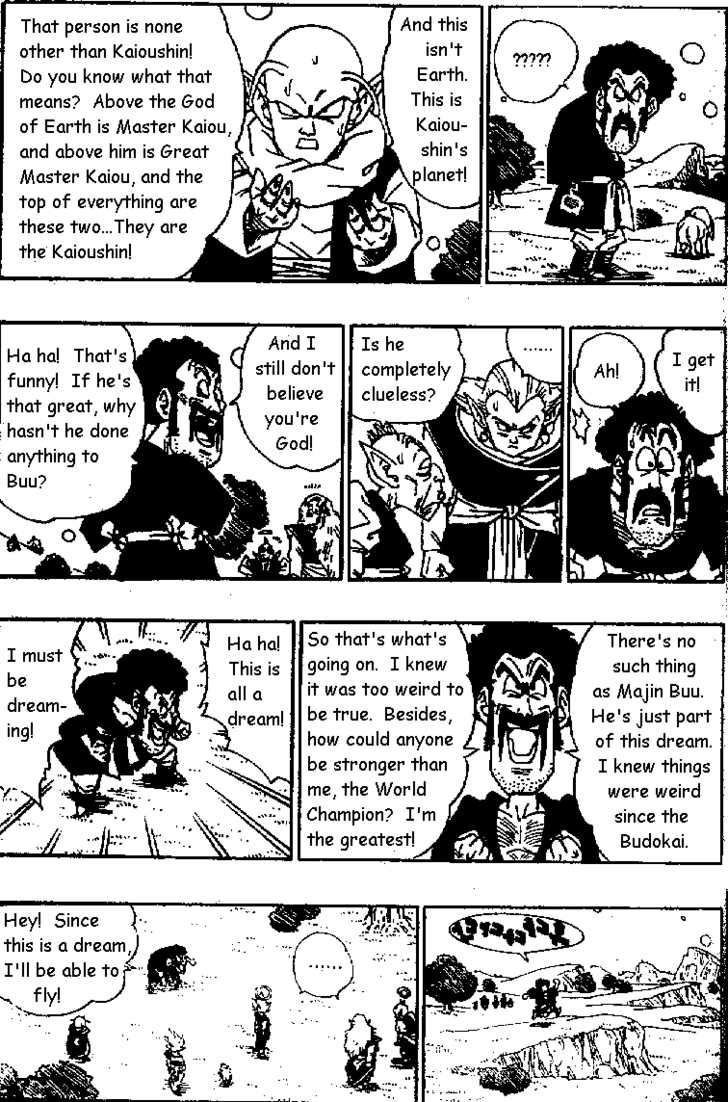 That person is none
other than Kaioushin!
Do you know what that
means? Above the God
of Earth is Master Kaiou,
and above him is Great
Master Kaiou, and the
top of everything are
these two...They are
the Kaioushin!
And this
isn't
Earth.
This is
Kaiou-
shin's
planet!
?????
Ha ha! That's
funny! If he's
that great, why
hasn't he done
anything to
Buu?
And I
still don't
believe
you're
God!
Is he
completely
clueless?
......
Ah!
I get
it!
I must
be
dream-
ing!
Ha ha!
This is
all a
dream!
So that's what's
going on. I knew
it was too weird to
be true. Besides,
how could anyone
be stronger than
me, the World
Champion? I'm
the greatest!
There's no
such thing
as Majin Buu.
He's just part
of this dream.
I knew things
were weird
since the
Budokai.
Hey! Since
this is a dream
I'll be able to
fly!
......